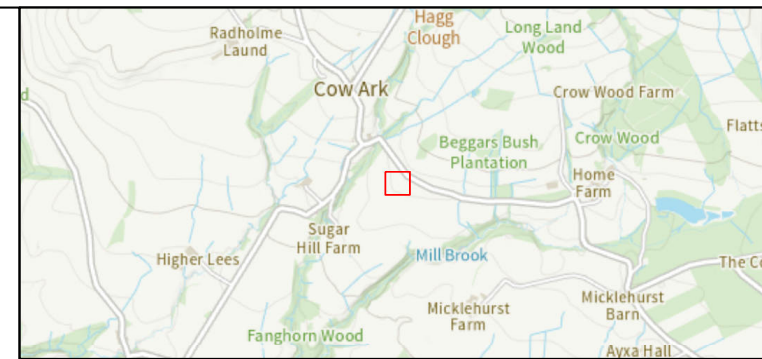 Hagg
Clough
Radholme
Laund
Long Land
Wood
Cow Ark
Crow Wood Farm
Flatts
Beggars Bush
Plantation
Crow Wood
Home
Farm
Sugar
Hill Farm
Higher Lees
Mill Brook
The Co
Micklehurst
Farm
Micklehurst
Barn
Fanghorn Wood
Ayxa Hall
d